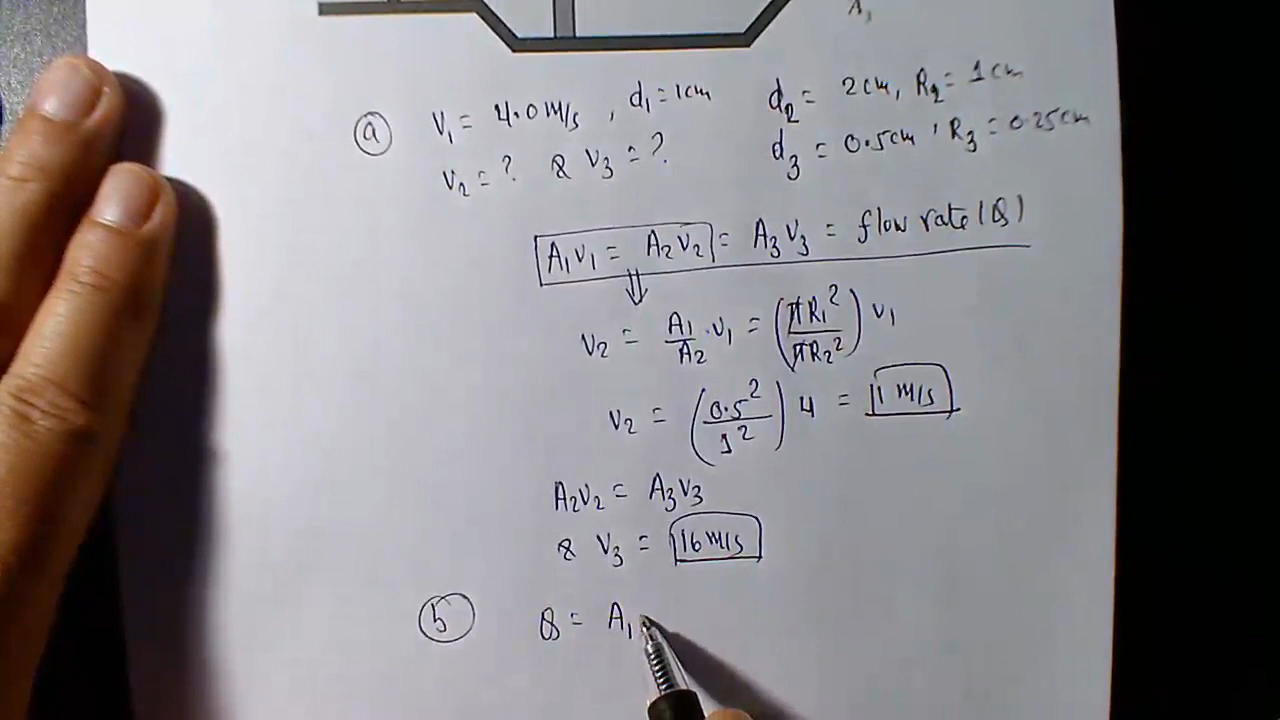 A₁
ⓐ V₁ = 4.0 m/s , d₁ = 1cm d₂ = 2cm, R₂ = 1cm
V₂ = ? & V₃ = ? d₃ = 0.5cm , R₃ = 0.25cm
A₁V₁ = A₂V₂ = A₃V₃ = flow rate (Q)
⇓
V₂ = A₁/A₂ . V₁ = (πR₁²/πR₂²) V₁
V₂ = (0.5²/1²) 4 = 1 m/s
A₂V₂ = A₃V₃
& V₃ = 16 m/s
ⓑ Q = A₁